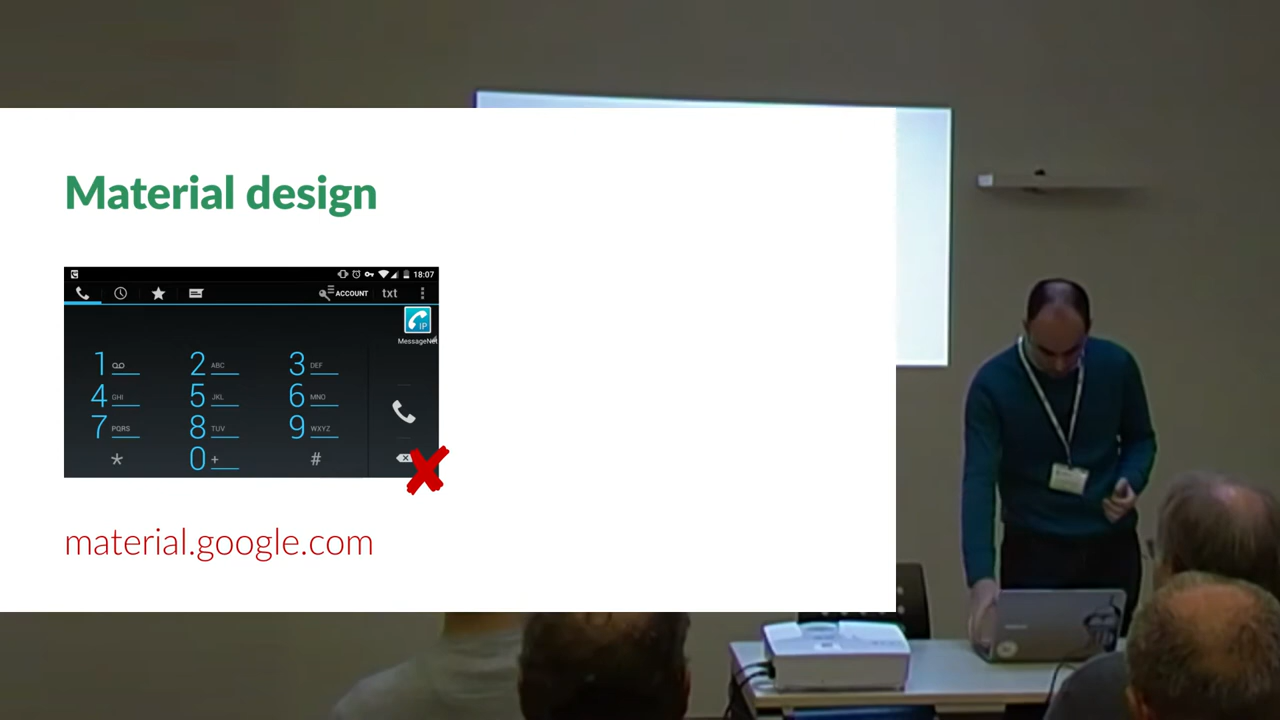 Material design
18:07
ACCOUNT txt
IP
MessageNet
1 2 ABC 3 DEF
4 GHI 5 JKL 6 MNO
7 PQRS 8 TUV 9 WXYZ
* 0 + #
material.google.com